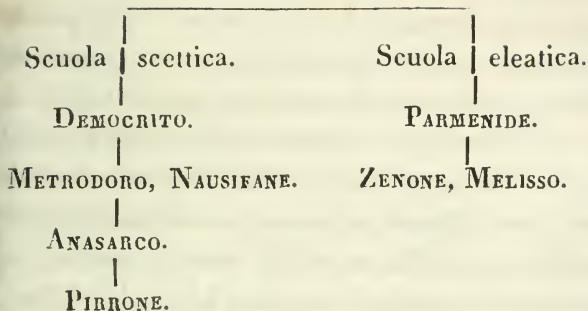 Scuola scettica.
DEMOCRITO.
METRODORO, NAUSIFANE.
ANASARCO.
PIRRONE.
Scuola eleatica.
PARMENIDE.
ZENONE, MELISSO.